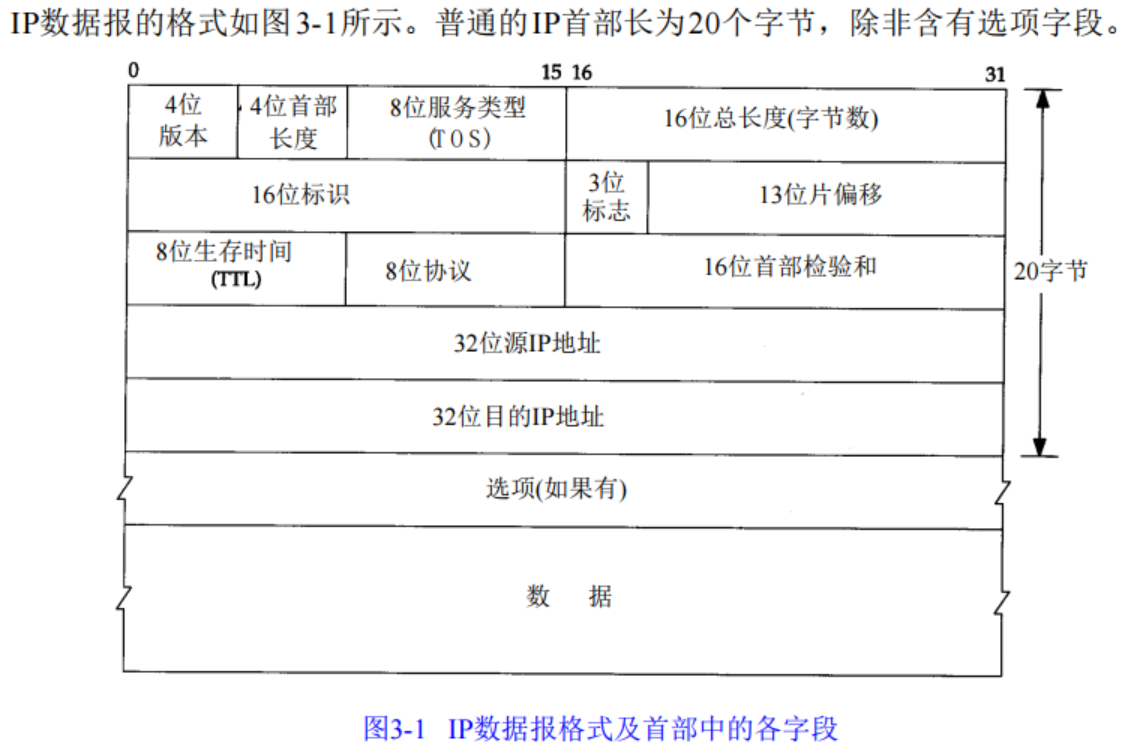 IP数据报的格式如图3-1所示。普通的IP首部长为20个字节，除非含有选项字段。
0 15 16 31
4位版本 4位首部长度 8位服务类型(TOS) 16位总长度(字节数)
16位标识 3位标志 13位片偏移
8位生存时间(TTL) 8位协议 16位首部检验和
20字节
32位源IP地址
32位目的IP地址
选项(如果有)
数 据
图3-1 IP数据报格式及首部中的各字段